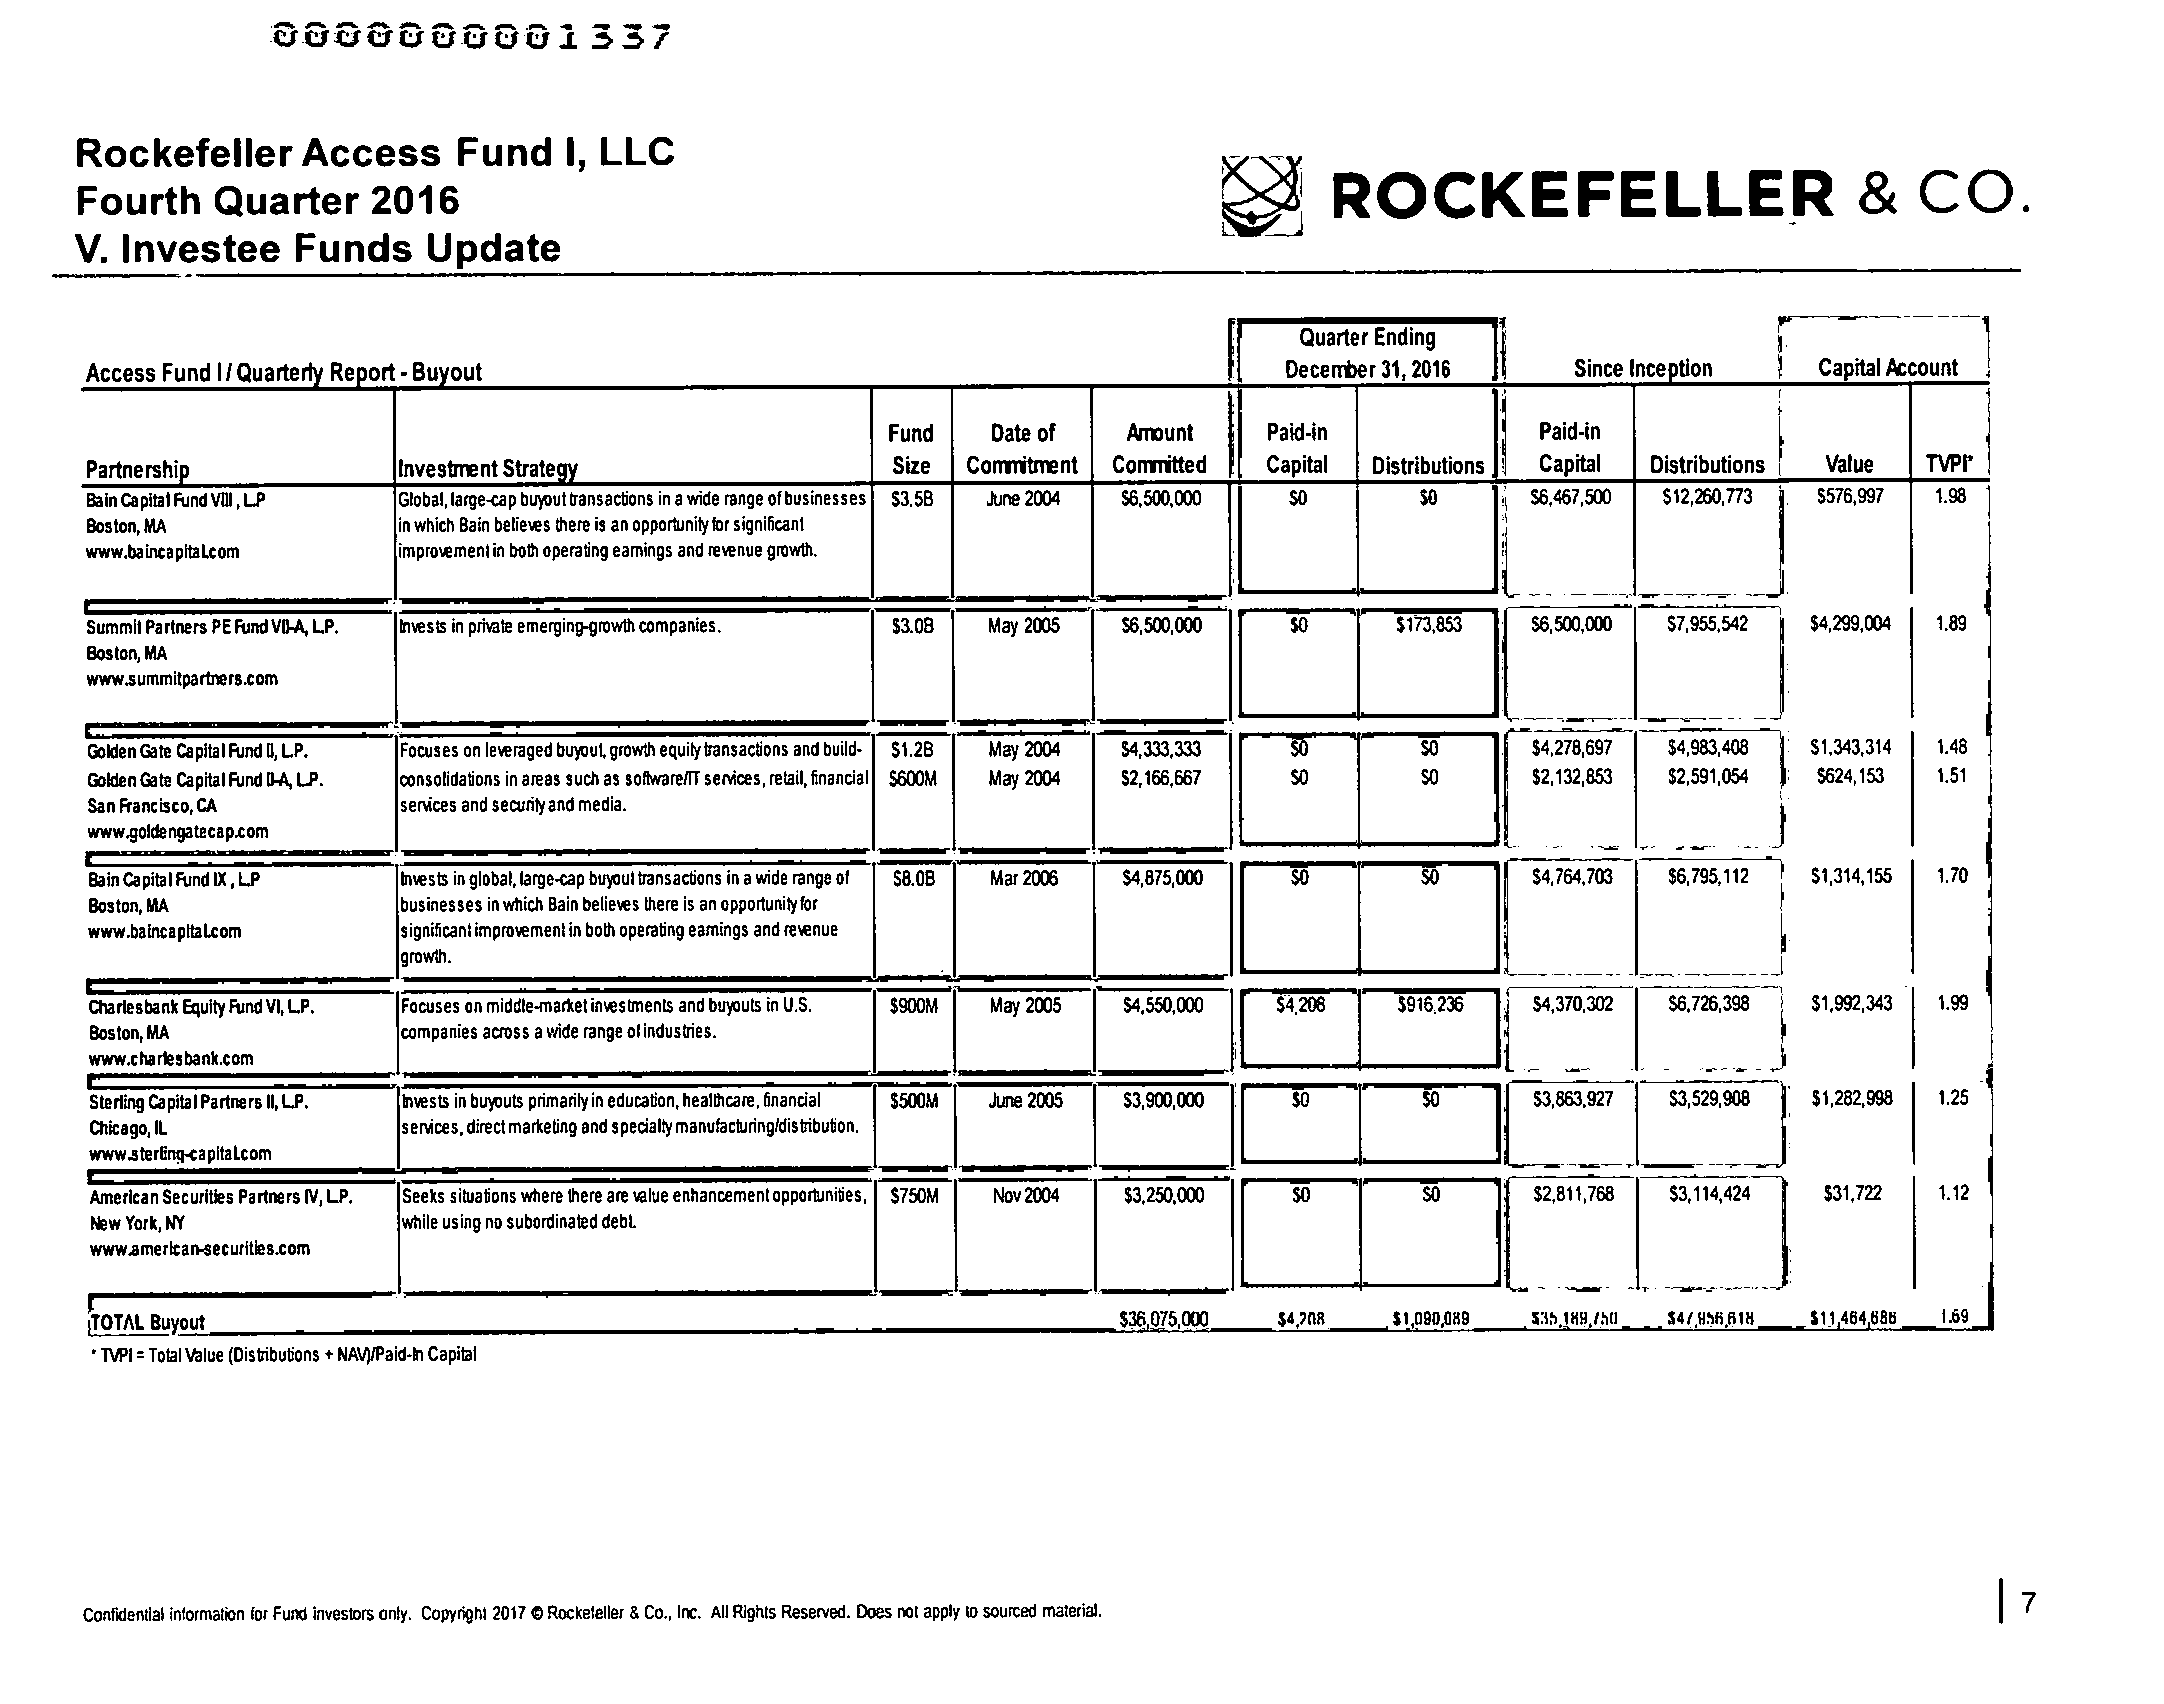 0000000001337
Rockefeller Access Fund I, LLC
Fourth Quarter 2016
V. Investee Funds Update
ROCKEFELLER & CO.
Access Fund I / Quarterly Report - Buyout
Quarter Ending
December 31, 2016
Since Inception
Capital Account
Partnership Investment Strategy Fund Size Date of Commitment Amount Committed Paid-in Capital Distributions Paid-in Capital Distributions Value TVPI*
Bain Capital Fund VIII , L.P Global, large-cap buyout transactions in a wide range of businesses $3.5B June 2004 $6,500,000 $0 $0 $6,467,500 $12,260,773 $576,997 1.98
Boston, MA in which Bain believes there is an opportunity for significant
www.baincapital.com improvement in both operating earnings and revenue growth.
Summit Partners PE Fund VII-A, L.P. Invests in private emerging-growth companies. $3.0B May 2005 $6,500,000 $0 $173,853 $6,500,000 $7,955,542 $4,299,004 1.89
Boston, MA
www.summitpartners.com
Golden Gate Capital Fund II, L.P. Focuses on leveraged buyout, growth equity transactions and build- $1.2B May 2004 $4,333,333 $0 $0 $4,278,697 $4,983,408 $1,343,314 1.48
Golden Gate Capital Fund II-A, L.P. consolidations in areas such as software/IT services, retail, financial $600M May 2004 $2,166,667 $0 $0 $2,132,853 $2,591,054 $624,153 1.51
San Francisco, CA services and security and media.
www.goldengatecap.com
Bain Capital Fund IX , L.P Invests in global, large-cap buyout transactions in a wide range of $8.0B Mar 2006 $4,875,000 $0 $0 $4,764,703 $6,795,112 $1,314,155 1.70
Boston, MA businesses in which Bain believes there is an opportunity for
www.baincapital.com significant improvement in both operating earnings and revenue
growth.
Charlesbank Equity Fund VI, L.P. Focuses on middle-market investments and buyouts in U.S. $900M May 2005 $4,550,000 $4,208 $916,236 $4,370,302 $6,726,398 $1,992,343 1.99
Boston, MA companies across a wide range of industries.
www.charlesbank.com
Sterling Capital Partners II, L.P. Invests in buyouts primarily in education, healthcare, financial $500M June 2005 $3,900,000 $0 $0 $3,863,927 $3,529,908 $1,282,998 1.25
Chicago, IL services, direct marketing and specialty manufacturing/distribution.
www.sterling-capital.com
American Securities Partners IV, L.P. Seeks situations where there are value enhancement opportunities, $750M Nov 2004 $3,250,000 $0 $0 $2,811,768 $3,114,424 $31,722 1.12
New York, NY while using no subordinated debt.
www.american-securities.com
TOTAL Buyout $36,075,000 $4,208 $1,090,089 $35,189,750 $47,956,618 $11,464,686 1.69
* TVPI = Total Value (Distributions + NAV)/Paid-In Capital
Confidential information for Fund investors only. Copyright 2017 © Rockefeller & Co., Inc. All Rights Reserved. Does not apply to sourced material.
7